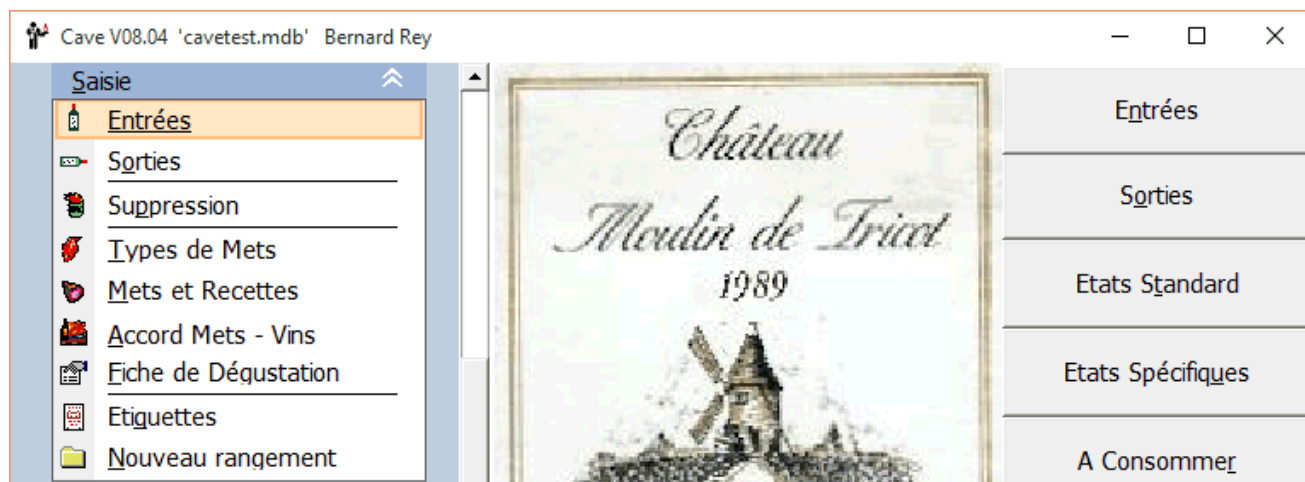 Cave V08.04 'cavetest.mdb' Bernard Rey
Saisie
Entrées
Sorties
Suppression
Types de Mets
Mets et Recettes
Accord Mets - Vins
Fiche de Dégustation
Etiquettes
Nouveau rangement
Château
Moulin de Tricot
1989
Entrées
Sorties
Etats Standard
Etats Spécifiques
A Consommer